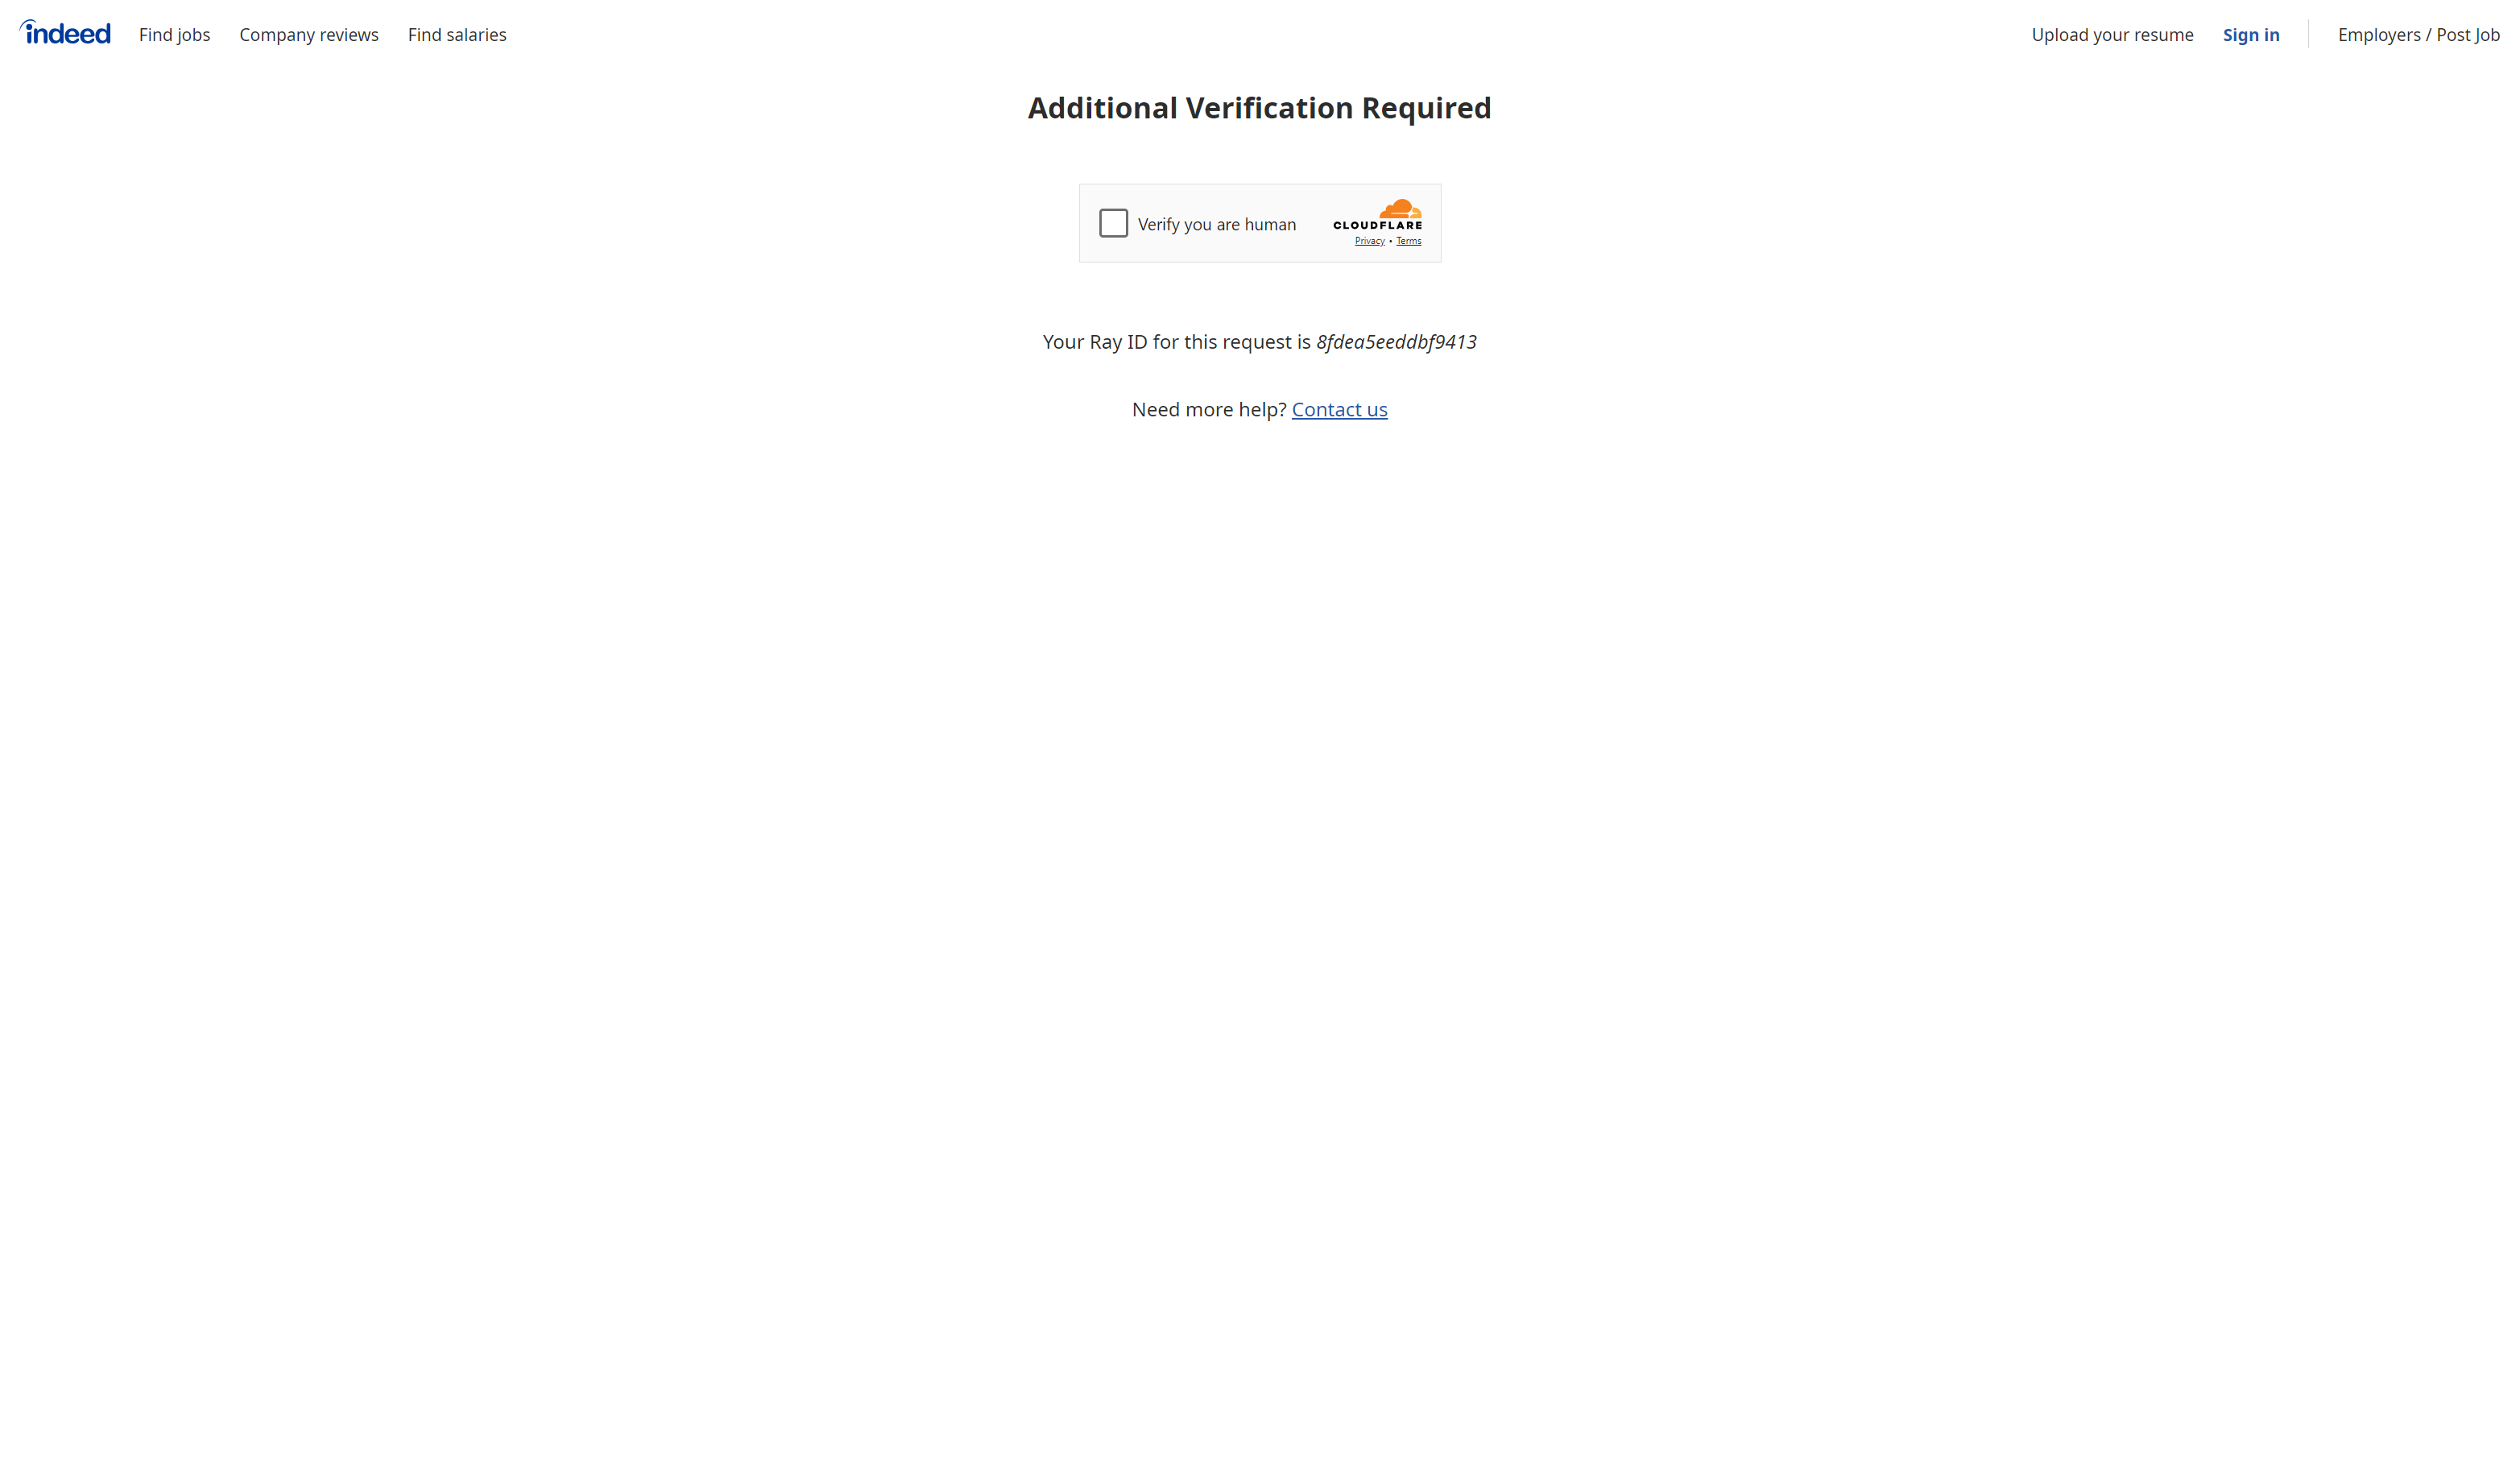 indeed Find jobs Company reviews Find salaries Upload your resume Sign in Employers / Post Job
Additional Verification Required
Verify you are human
CLOUDFLARE
Privacy • Terms
Your Ray ID for this request is 8fdea5eeddbf9413
Need more help? Contact us